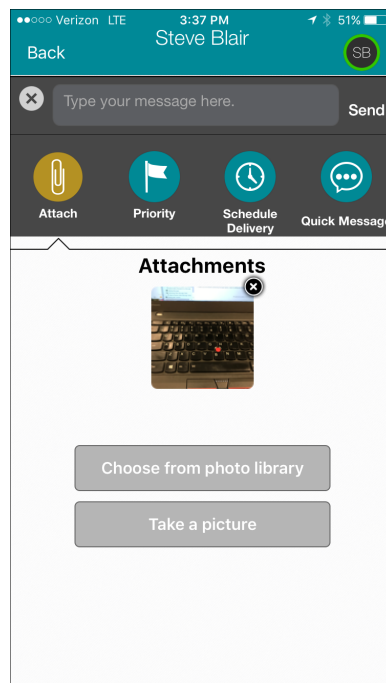 Verizon LTE 3:37 PM 51%
Back
Steve Blair
SB
Type your message here.
Send
Attach
Priority
Schedule
Delivery
Quick Message
Attachments
Choose from photo library
Take a picture